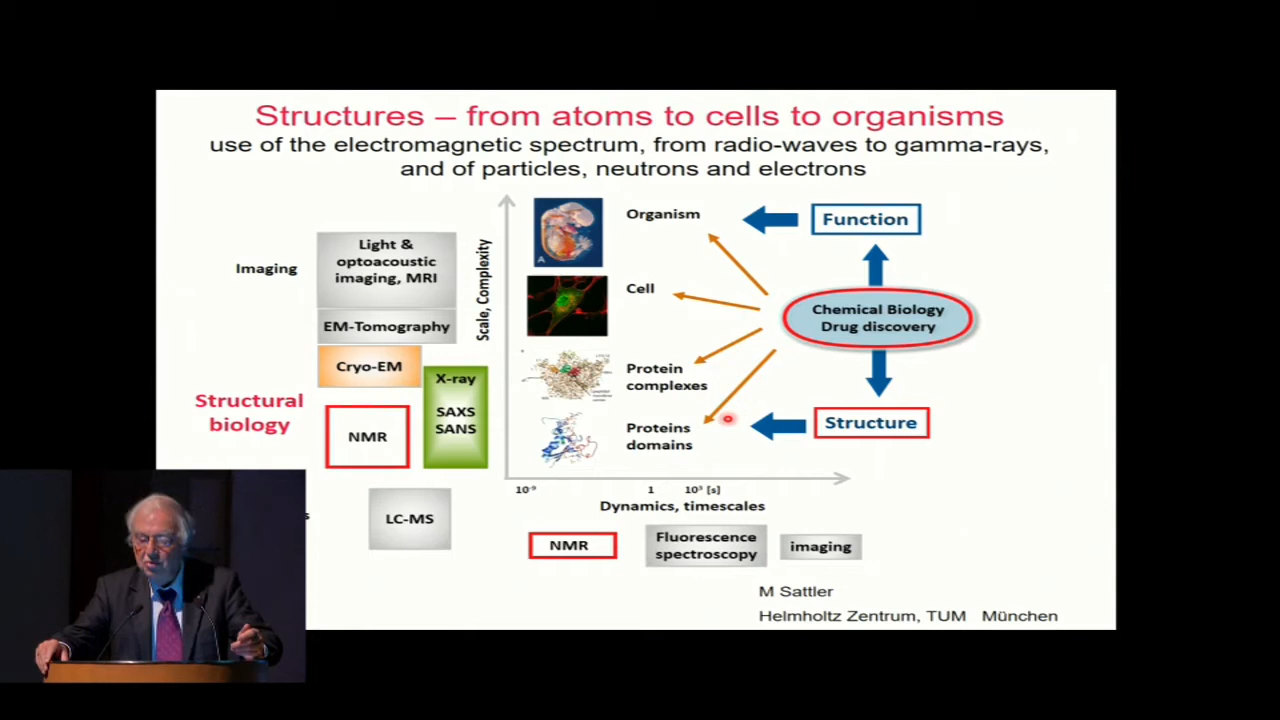 Structures – from atoms to cells to organisms
use of the electromagnetic spectrum, from radio-waves to gamma-rays,
and of particles, neutrons and electrons
Imaging
Light &
optoacoustic
imaging, MRI
EM-Tomography
Cryo-EM
X-ray
SAXS
SANS
Structural
biology
NMR
LC-MS
Scale, Complexity
A
Organism
Cell
Protein
complexes
Proteins
domains
Function
Chemical Biology
Drug discovery
Structure
10⁻⁹
1
10³ [s]
Dynamics, timescales
NMR
Fluorescence
spectroscopy
imaging
M Sattler
Helmholtz Zentrum, TUM München